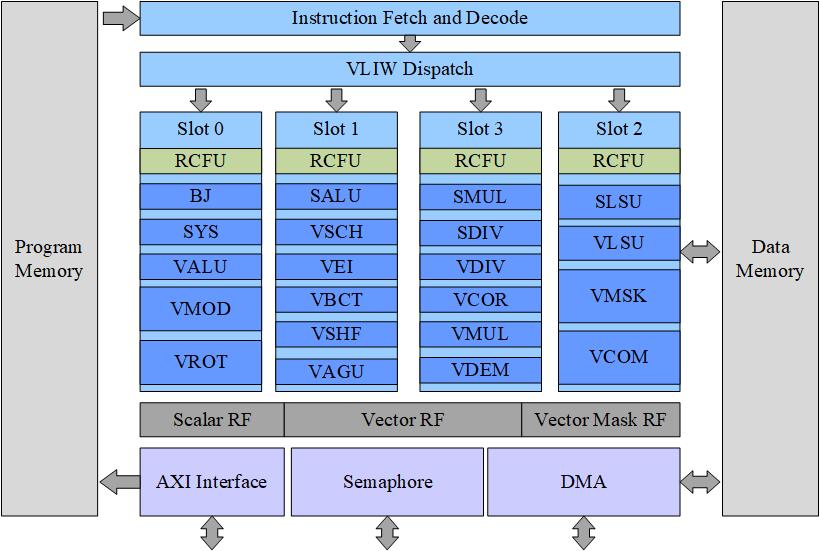 Instruction Fetch and Decode
VLIW Dispatch
Slot 0
RCFU
BJ
SYS
VALU
VMOD
VROT
Slot 1
RCFU
SALU
VSCH
VEI
VBCT
VSHF
VAGU
Slot 3
RCFU
SMUL
SDIV
VDIV
VCOR
VMUL
VDEM
Slot 2
RCFU
SLSU
VLSU
VMSK
VCOM
Program
Memory
Data
Memory
Scalar RF
Vector RF
Vector Mask RF
AXI Interface
Semaphore
DMA